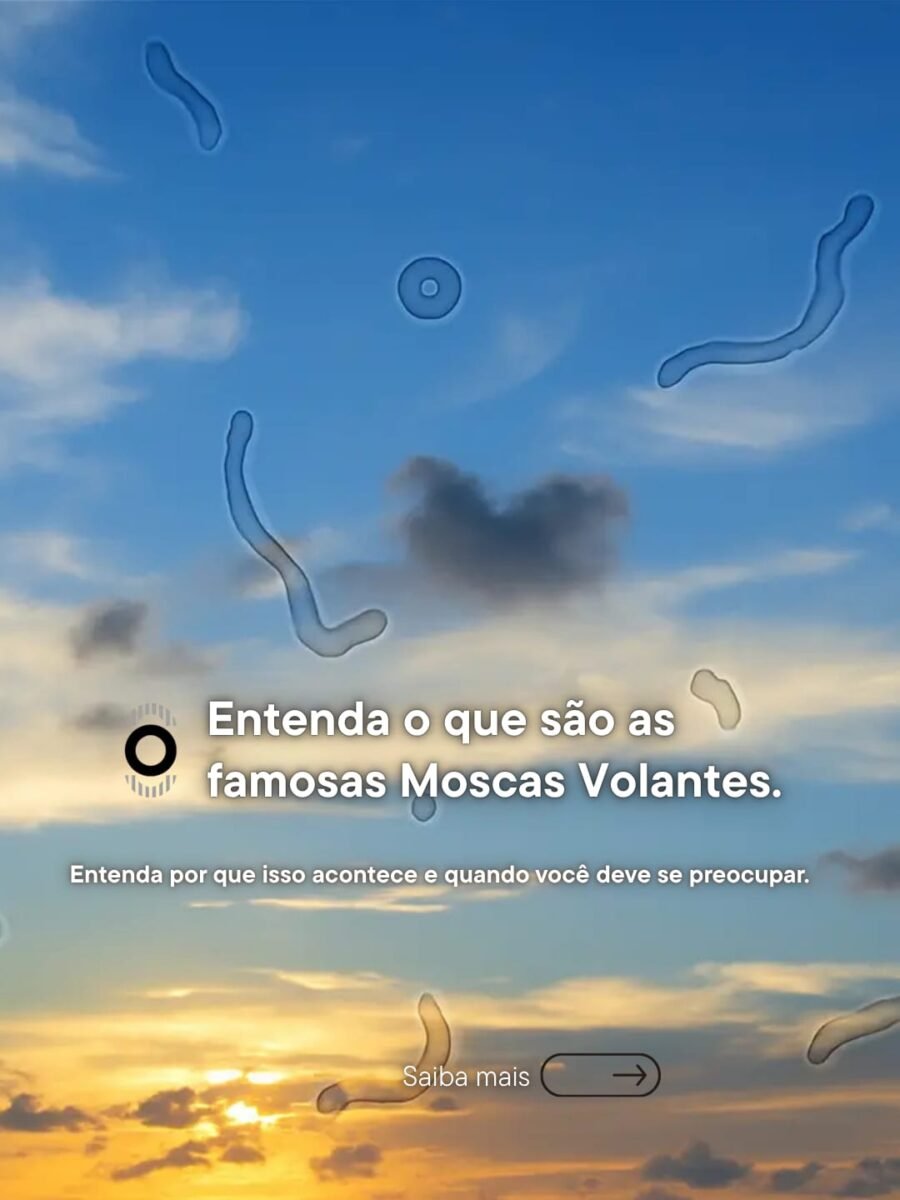 Entenda o que são as
famosas Moscas Volantes.
Entenda por que isso acontece e quando você deve se preocupar.
Saiba mais